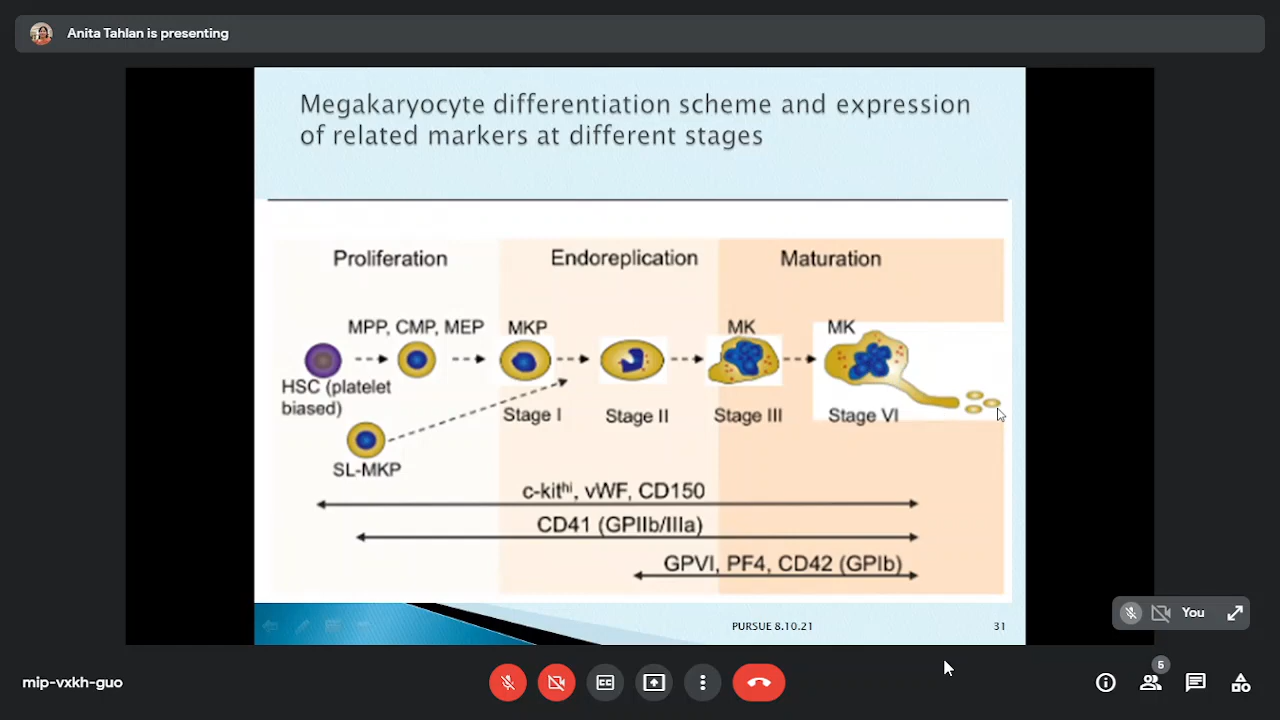 Anita Tahlan is presenting
Megakaryocyte differentiation scheme and expression
of related markers at different stages
Proliferation
Endoreplication
Maturation
MPP, CMP, MEP
MKP
MK
MK
HSC (platelet
biased)
Stage I
Stage II
Stage III
Stage VI
SL-MKP
c-kitʰⁱ, vWF, CD150
CD41 (GPIIb/IIIa)
GPVI, PF4, CD42 (GPIb)
PURSUE 8.10.21
31
You
mip-vxkh-guo
CC
5